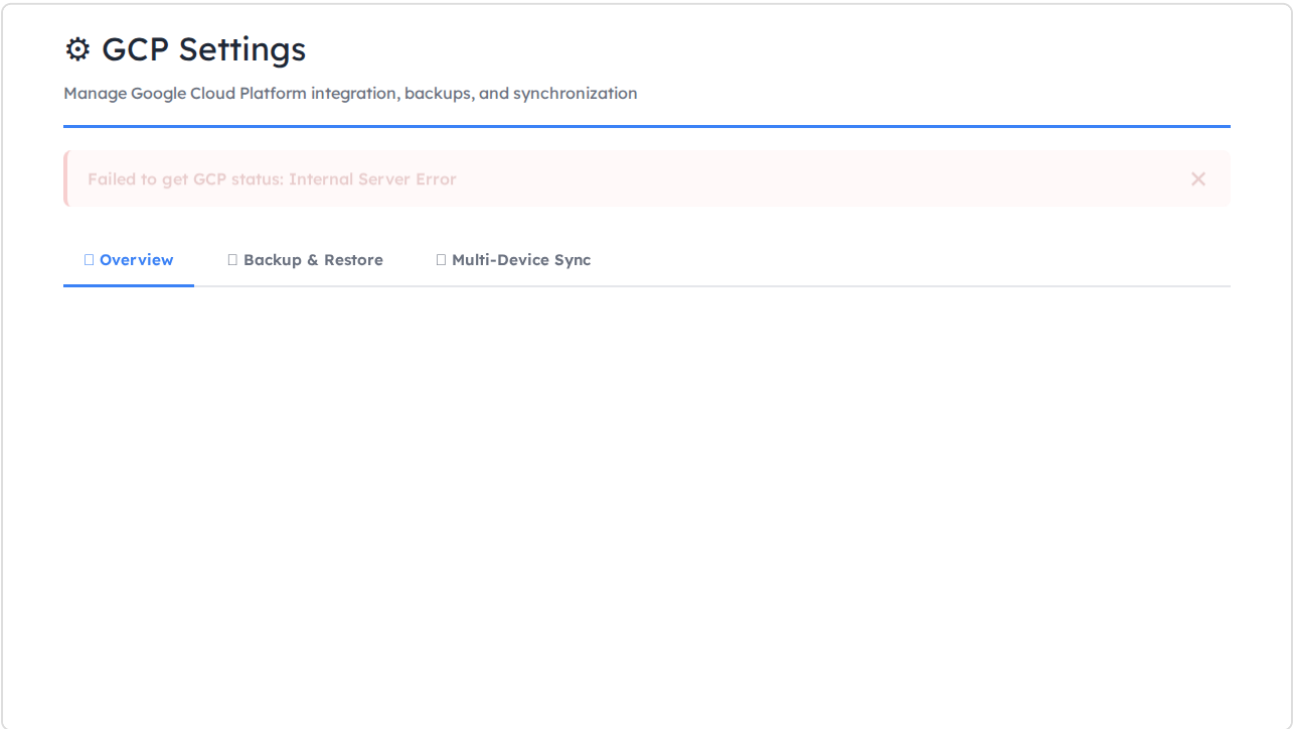 ⚙ GCP Settings
Manage Google Cloud Platform integration, backups, and synchronization
Failed to get GCP status: Internal Server Error ×
Overview Backup & Restore Multi-Device Sync